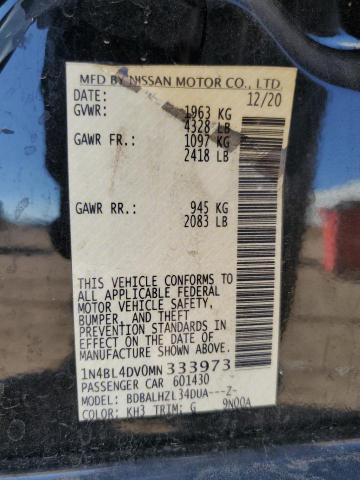 MFD BY NISSAN MOTOR CO., LTD.
DATE: 12/20
GVWR: 1963 KG
4328 LB
GAWR FR.: 1097 KG
2418 LB
GAWR RR.: 945 KG
2083 LB
THIS VEHICLE CONFORMS TO
ALL APPLICABLE FEDERAL
MOTOR VEHICLE SAFETY,
BUMPER, AND THEFT
PREVENTION STANDARDS IN
EFFECT ON THE DATE OF
MANUFACTURE SHOWN ABOVE.
1N4BL4DV0MN333973
PASSENGER CAR 601430
MODEL: BDBALHZL34DUA---Z-
COLOR: KH3 TRIM: G 9N00A